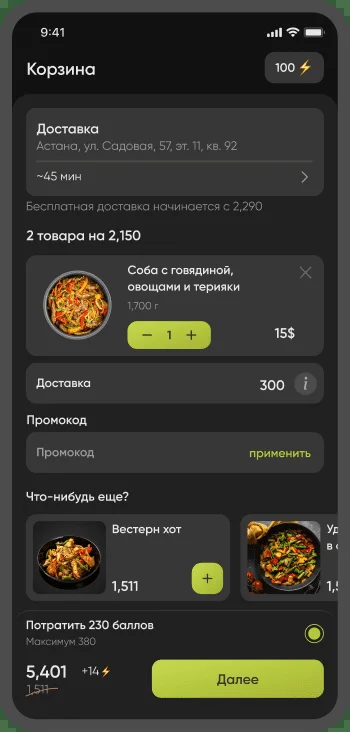 9:41
Корзина
100
Доставка
Астана, ул. Садовая, 57, эт. 11, кв. 92
~45 мин
Бесплатная доставка начинается с 2,290
2 товара на 2,150
Соба с говядиной,
овощами и терияки
1,700 г
− 1 +
15$
Доставка
300
i
Промокод
Промокод
применить
Что-нибудь еще?
Вестерн хот
1,511
+
Уд
в с
1,5
Потратить 230 баллов
Максимум 380
5,401
+14
1,511
Далее